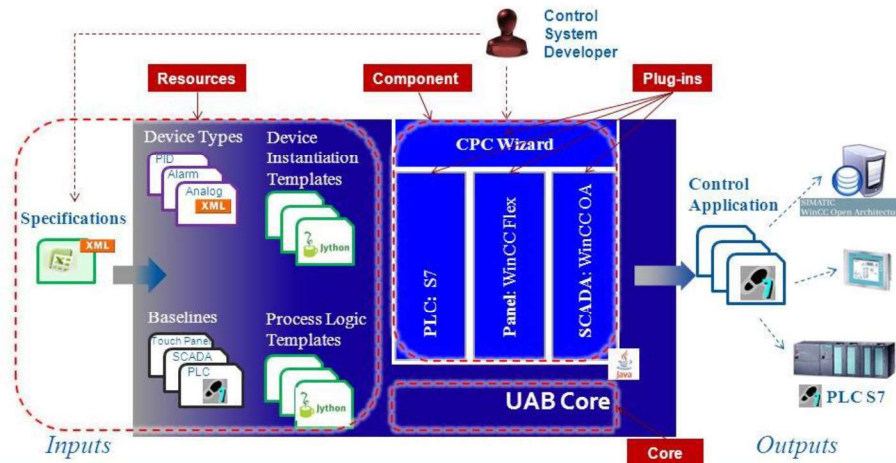 Control
System
Developer
Resources
Component
Plug-ins
Device Types
PID
Alarm
Analog
XML
Device
Instantiation
Templates
Jython
CPC Wizard
PLC: S7
Panel: WinCC Flex
SCADA: WinCC OA
Specifications
XML
Control
Application
SIMATIC
WinCC Open Architectu
Baselines
Touch Panel
SCADA
PLC
Process Logic
Templates
Jython
Java
UAB Core
PLC S7
Inputs
Core
Outputs